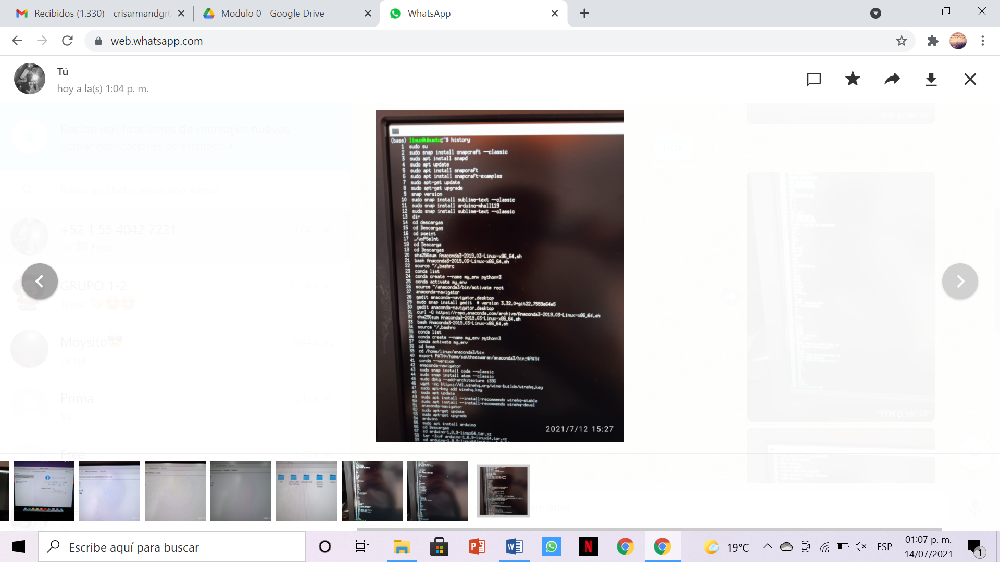 Recibidos (1.330) - crisarmandgr
Modulo 0 - Google Drive
WhatsApp
web.whatsapp.com
Tú
hoy a la(s) 1:04 p. m.
Recibe notificaciones de mensajes nuevos
Activar notificaciones de escritorio
HOY
Busca un chat o inicia uno nuevo
+52 1 55 4042 7221
Foto
GRUPO 1-2
Moysito😎
8:44 a. m.
Jajaja
Prima
Va
Free
1:04 p. m.
(base) linux@ubuntu:~$ history
1 sudo su
2 sudo snap install snapcraft --classic
3 sudo apt install snapd
4 sudo apt update
5 sudo apt install snapcraft
6 sudo apt install snapcraft-examples
7 sudo apt-get update
8 sudo apt-get upgrade
9 snap version
10 sudo snap install sublime-text --classic
11 sudo snap install arduino-mhall119
12 sudo snap install sublime-text --classic
13 dir
14 cd descargas
15 cd Descargas
16 cd pseint
17 ./wxPSeInt
18 cd Descarga
19 cd Descargas
20 sha256sum Anaconda3-2019.03-Linux-x86_64.sh
21 bash Anaconda3-2019.03-Linux-x86_64.sh
22 source ~/.bashrc
23 conda list
24 conda create --name my_env python=3
25 conda activate my_env
26 source ~/anaconda3/bin/activate root
27 anaconda-navigator
28 gedit anaconda-navigator.desktop
29 sudo snap install gedit # version 3.32.0+git22.7559e64e5
30 gedit anaconda-navigator.desktop
31 curl -O https://repo.anaconda.com/archive/Anaconda3-2019.03-Linux-x86_64.sh
32 sha256sum Anaconda3-2019.03-Linux-x86_64.sh
33 bash Anaconda3-2019.03-Linux-x86_64.sh
34 source ~/.bashrc
35 conda list
36 conda create --name my_env python=3
37 conda activate my_env
38 cd home
39 cd /home/linux/anaconda3/bin
40 export PATH=/home/saktheeswaran/anaconda3/bin:$PATH
41 conda --version
42 anaconda-navigator
43 sudo snap install code --classic
44 sudo snap install atom --classic
45 sudo dpkg --add-architecture i386
46 wget -nc https://dl.winehq.org/wine-builds/winehq.key
47 sudo apt-key add winehq.key
48 sudo apt update
49 sudo apt install --install-recommends winehq-stable
50 sudo apt install --install-recommends winehq-devel
51 anaconda-navigator
52 sudo apt-get update
53 sudo apt-get upgrade
54 arduino
55 sudo apt install arduino
56 cd Descargas
57 cd arduino-1.8.9-linux64.tar.xz
58 tar -Jxvf arduino-1.8.9-linux64.tar.xz
2021/7/12 15:27
Escribe aquí para buscar
19°C
ESP
01:07 p. m.
14/07/2021
1